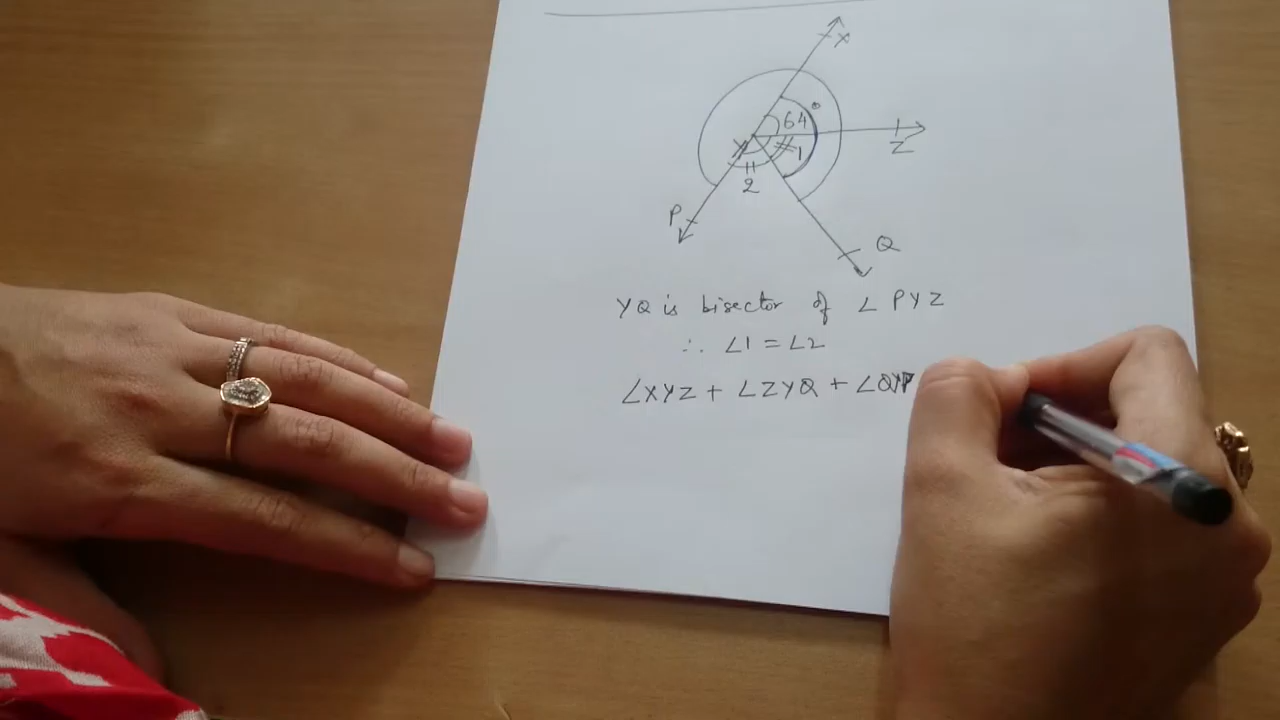 X
64°
Z
Y
1
2
P
Q
YQ is bisector of ∠ PYZ
∴ ∠1 = ∠2
∠XYZ + ∠ZYQ + ∠QYP